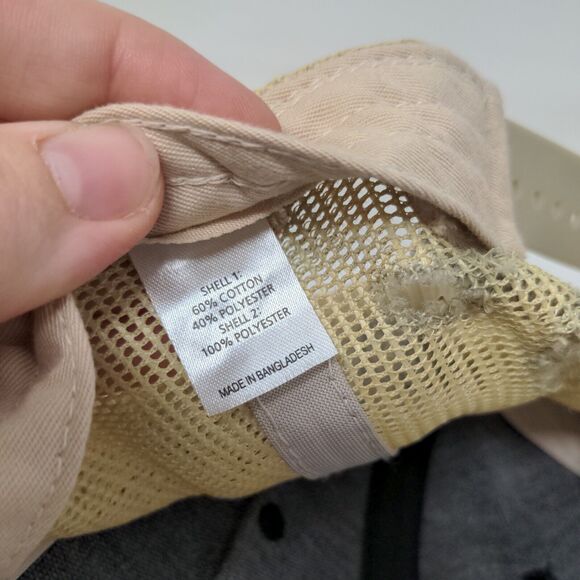 SHELL 1:
60% COTTON
40% POLYESTER
SHELL 2:
100% POLYESTER
MADE IN BANGLADESH